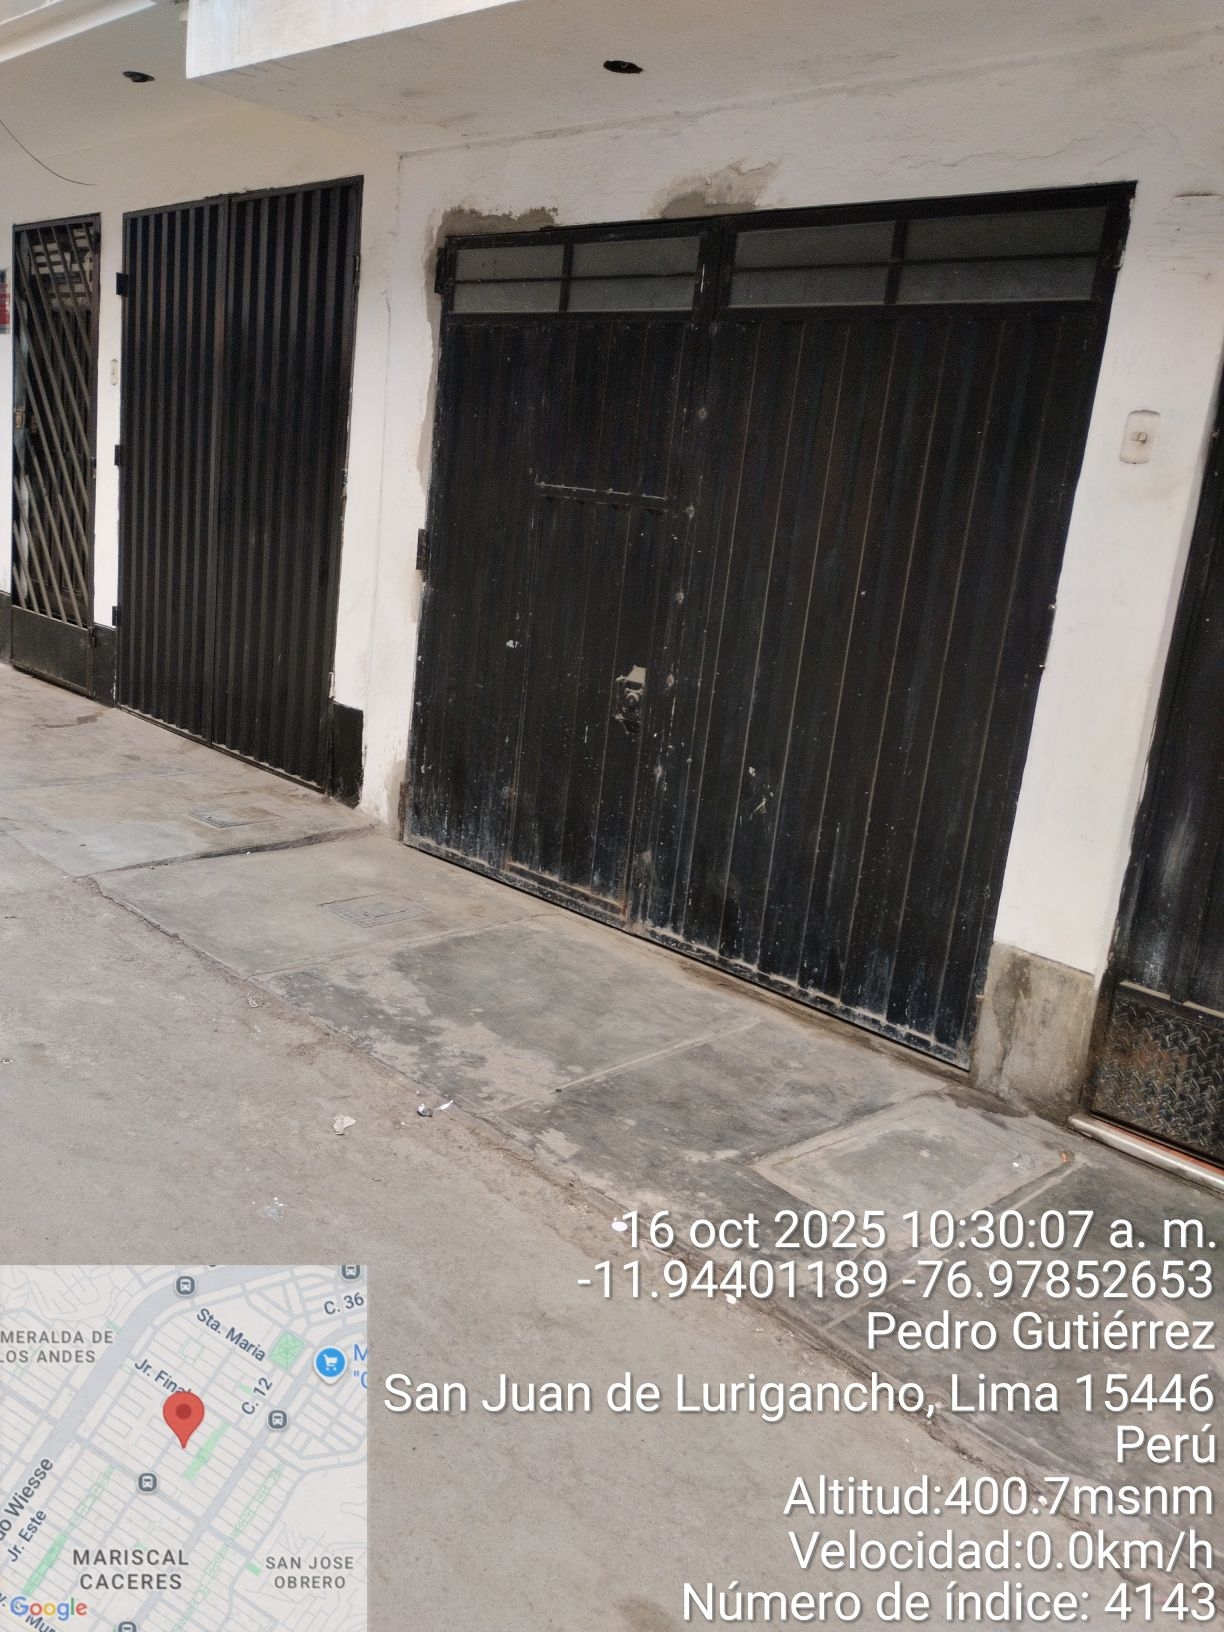 16 oct 2025 10:30:07 a. m.
-11.94401189 -76.97852653
Pedro Gutiérrez
San Juan de Lurigancho, Lima 15446
Perú
Altitud:400.7msnm
Velocidad:0.0km/h
Número de índice: 4143
C. 36
Sta. Maria
MERALDA DE
LOS ANDES
Jr. Final
C. 12
do Wiesse
Jr. Este
MARISCAL
CACERES
SAN JOSE
OBRERO
Google